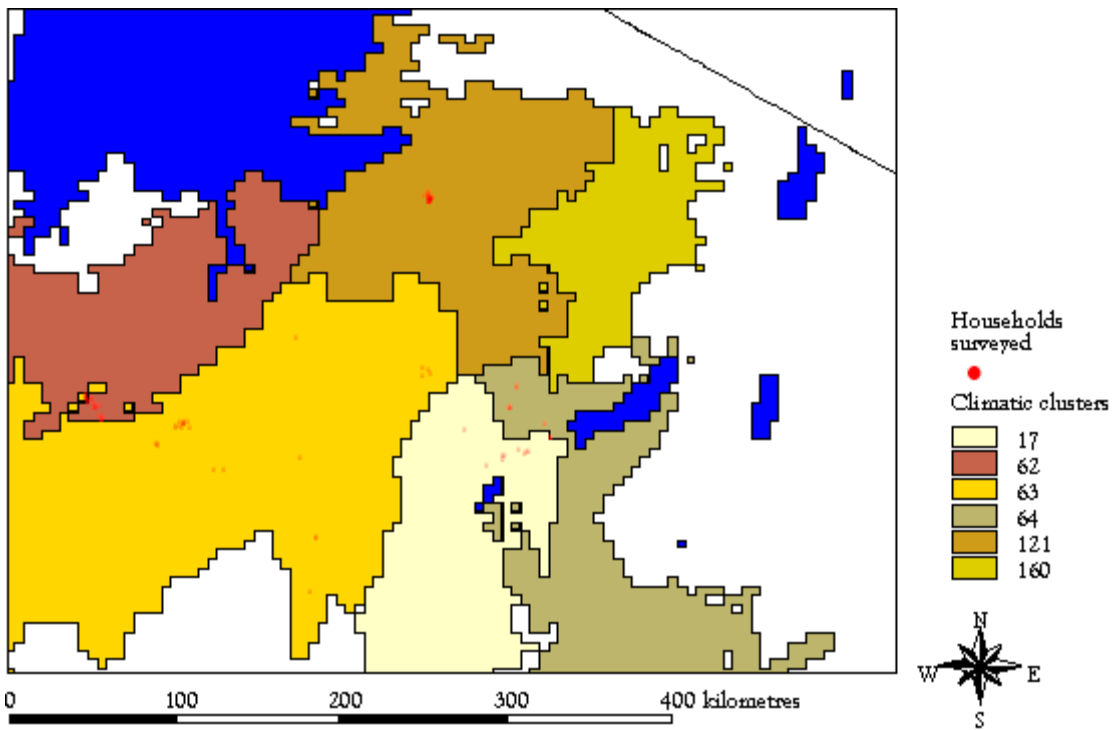 Households
surveyed
Climatic clusters
17
62
63
64
121
160
N
W E
S
0 100 200 300 400 kilometres